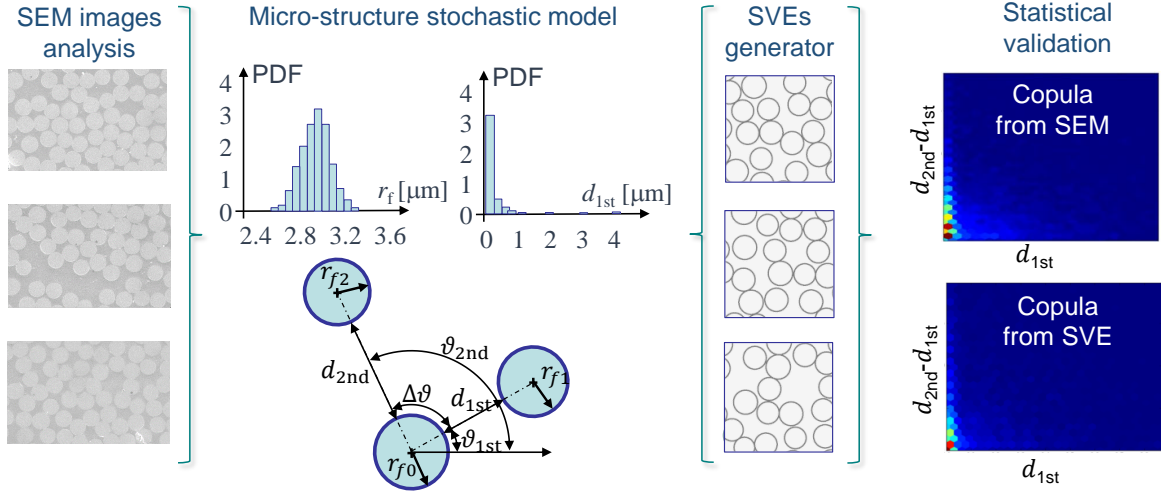 SEM images
analysis
Micro-structure stochastic model
SVEs
generator
Statistical
validation
PDF
4
3
2
1
0
r_f [μm]
2.4 2.8 3.2 3.6
PDF
4
3
2
1
0
d_1st [μm]
0 1 2 3 4
r_f2
ϑ_2nd
d_2nd
Δϑ
d_1st
r_f1
ϑ_1st
r_f0
Copula
from SEM
d_2nd-d_1st
d_1st
Copula
from SVE
d_2nd-d_1st
d_1st